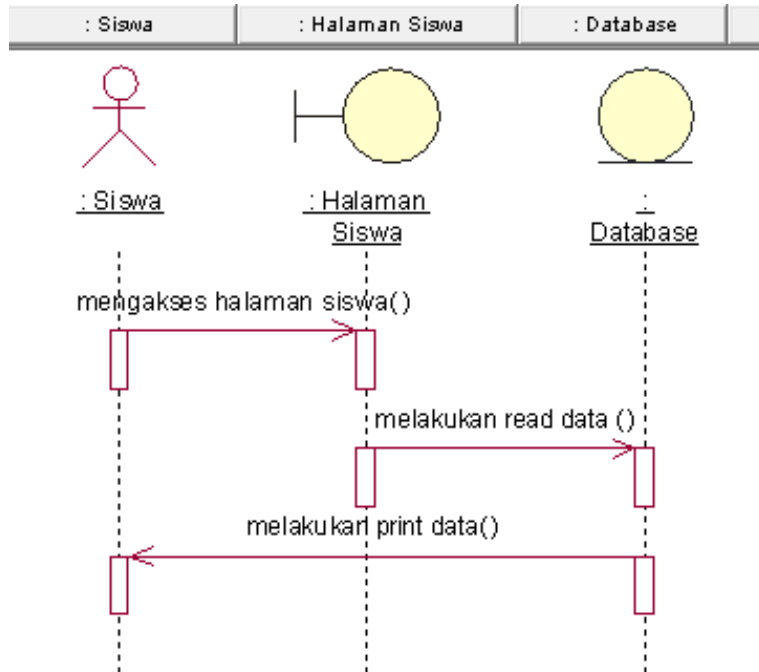 : Siswa : Halaman Siswa : Database
: Siswa : Halaman :
Siswa Database
mengakses halaman siswa()
melakukan read data ()
melakukan print data()